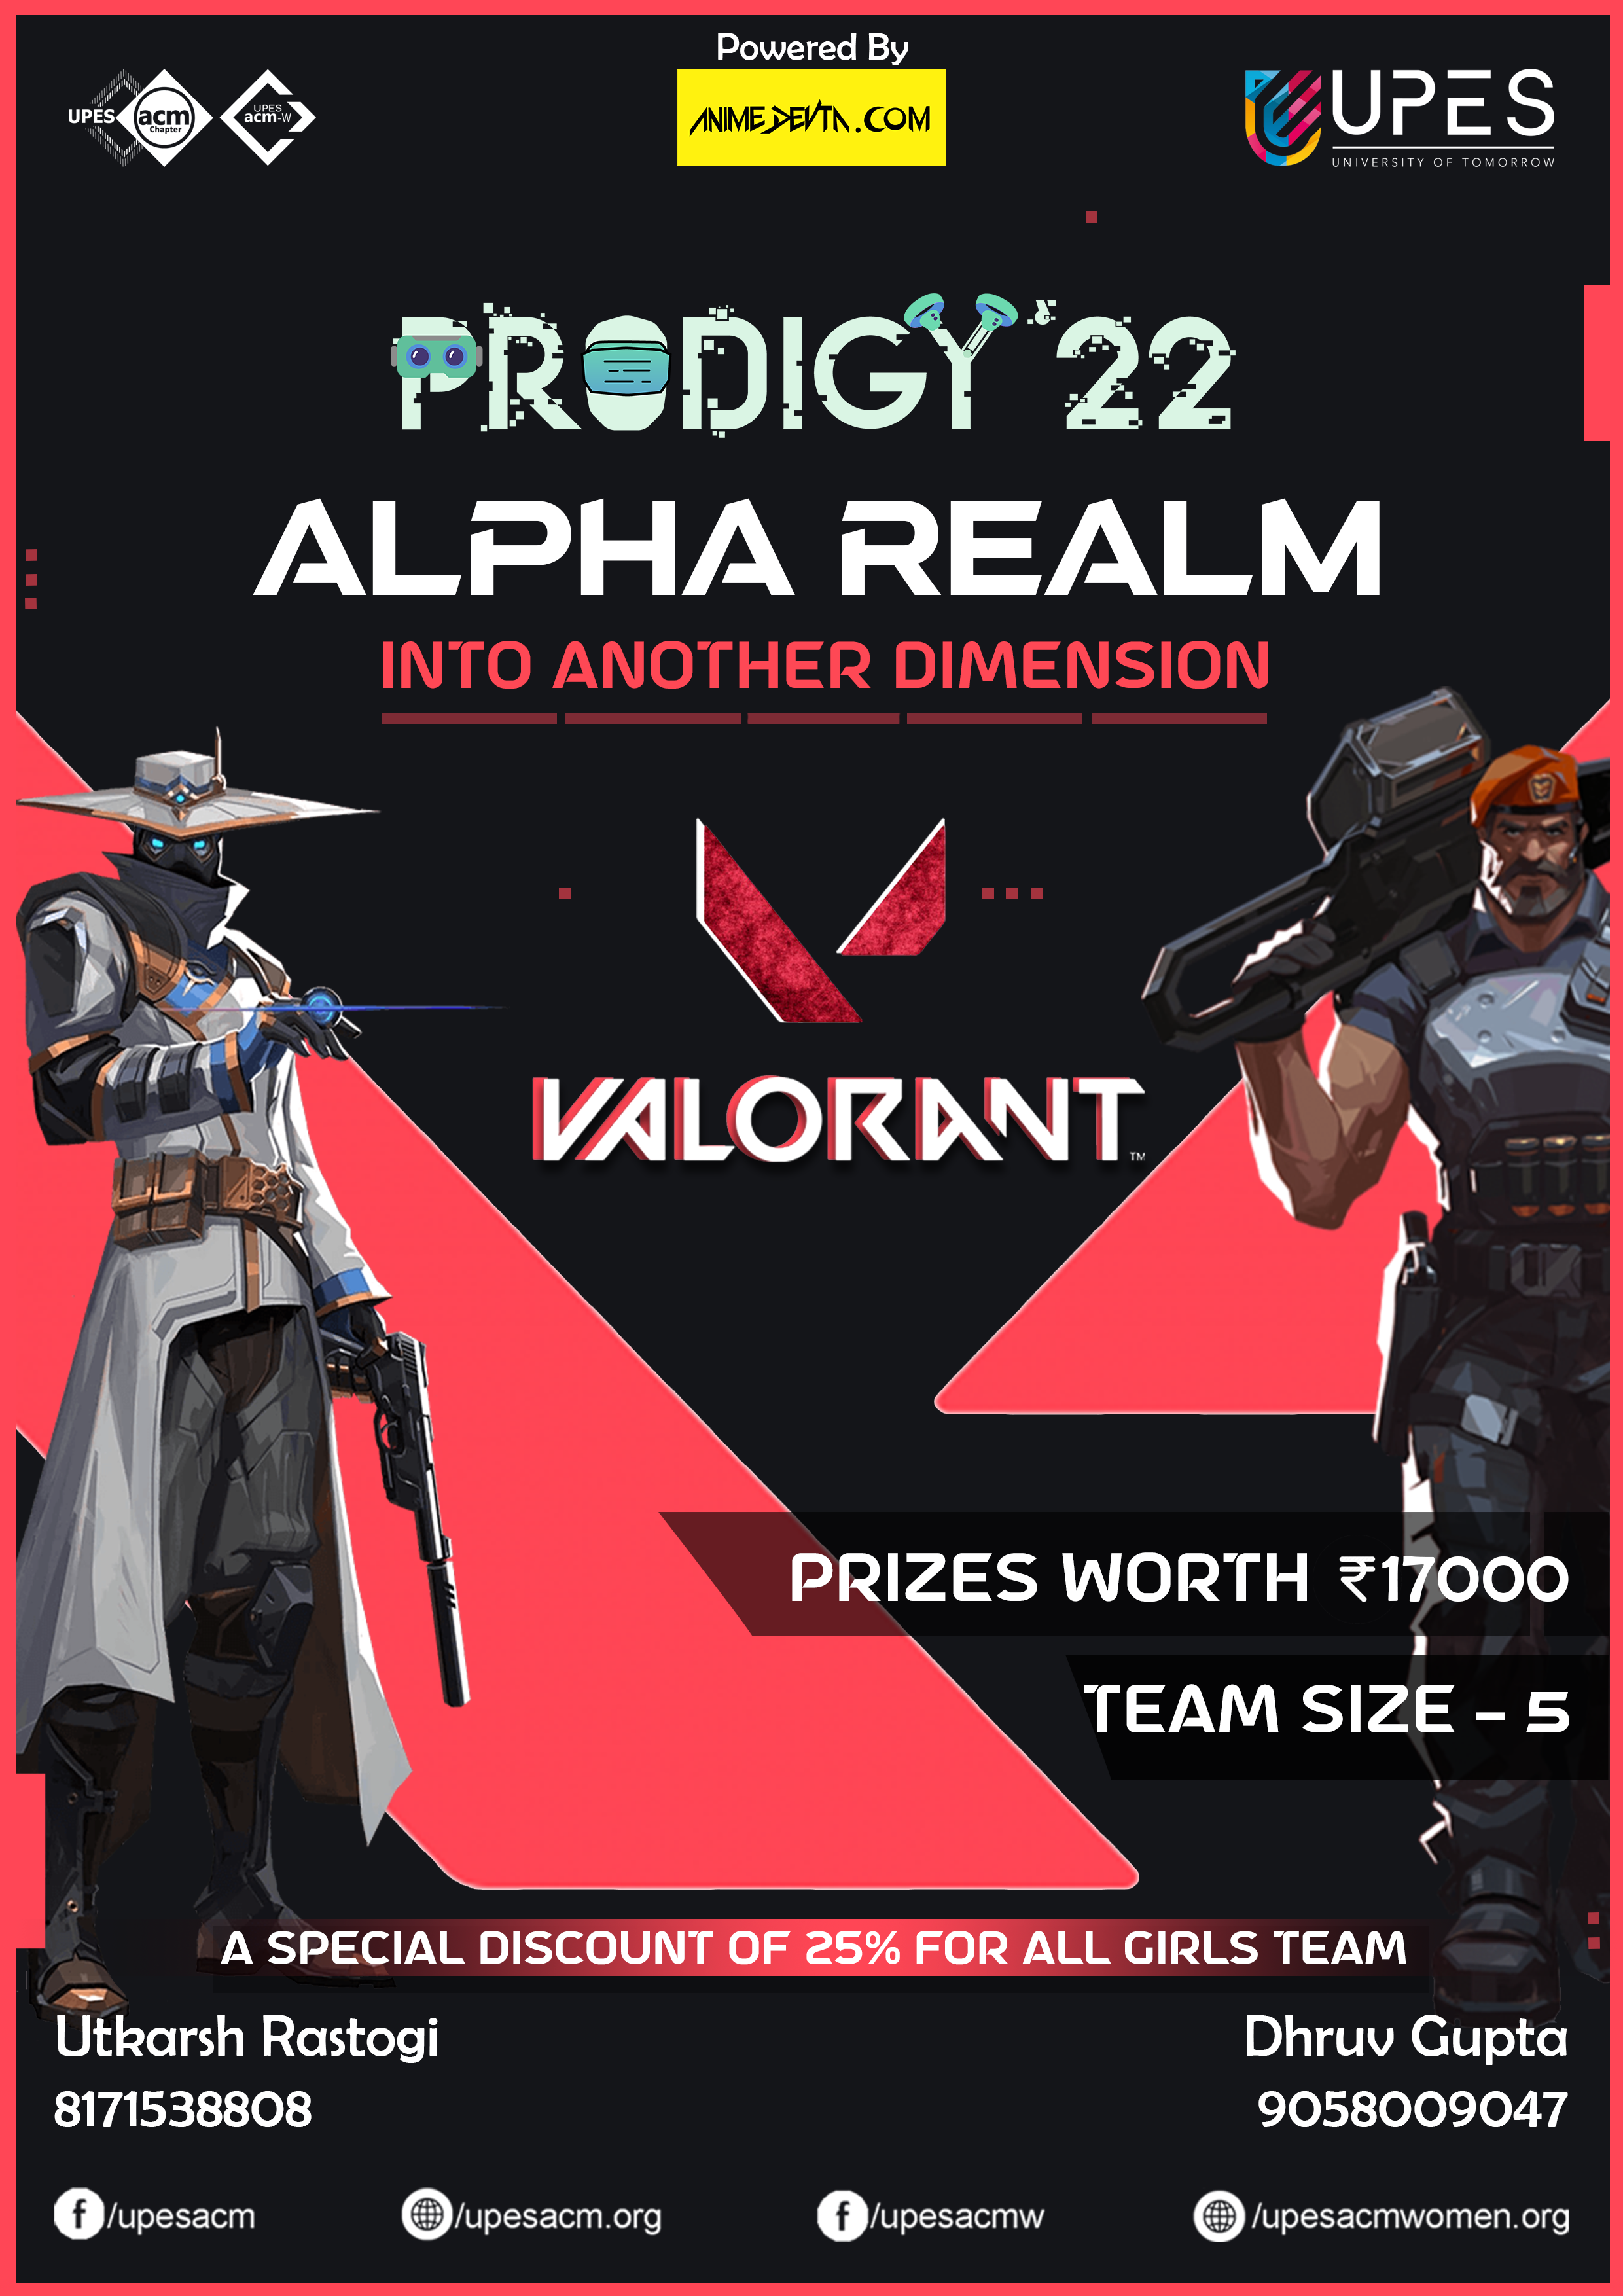 Powered By
UPES acm Chapter
UPES acm-w
ANIMEDEVTA.COM
UPES
UNIVERSITY OF TOMORROW
PRODIGY '22
ALPHA REALM
INTO ANOTHER DIMENSION
VALORANT TM
PRIZES WORTH ₹17000
TEAM SIZE - 5
A SPECIAL DISCOUNT OF 25% FOR ALL GIRLS TEAM
Utkarsh Rastogi
8171538808
Dhruv Gupta
9058009047
/upesacm
/upesacm.org
/upesacmw
/upesacmwomen.org